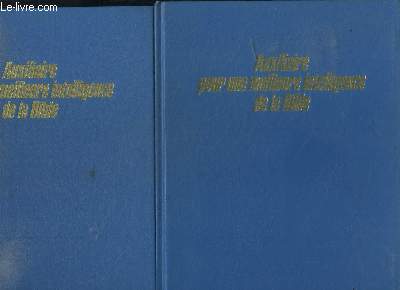 Le-livre.com
Auxiliaire
meilleure intelligence
de la Bible
Auxiliaire
pour une meilleure intelligence
de la Bible